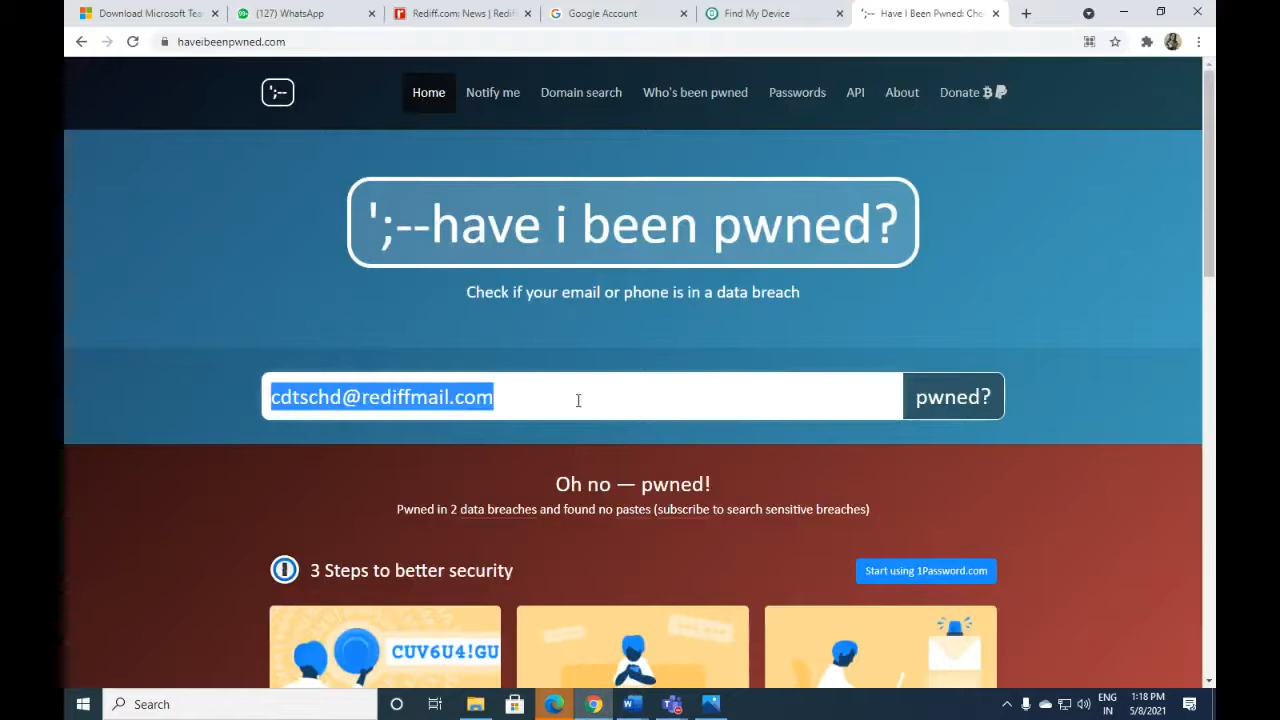 Download Microsoft Tea
(127) WhatsApp
Rediff.com: News | Rediff
Google Account
Find My Device
';-- Have I Been Pwned: Che
haveibeenpwned.com
';--
Home
Notify me
Domain search
Who's been pwned
Passwords
API
About
Donate
';--have i been pwned?
Check if your email or phone is in a data breach
cdtschd@rediffmail.com
pwned?
Oh no — pwned!
Pwned in 2 data breaches and found no pastes (subscribe to search sensitive breaches)
3 Steps to better security
Start using 1Password.com
CUV6U4!GU
Search
ENG
IN
1:18 PM
5/8/2021